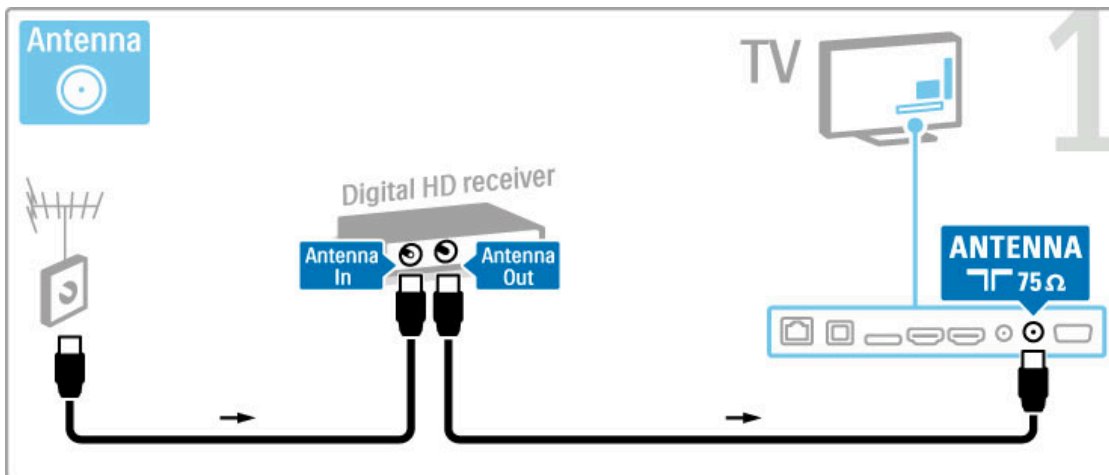 Antenna
TV
1
Digital HD receiver
Antenna
In
Antenna
Out
ANTENNA
75 Ω